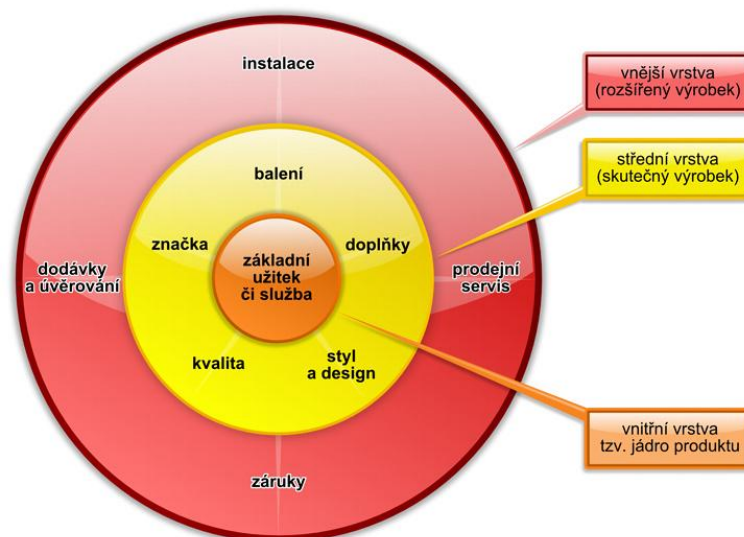 instalace
vnější vrstva
(rozšířený výrobek)
střední vrstva
(skutečný výrobek)
balení
značka
doplňky
základní
užitek
či služba
dodávky
a úvěrování
prodejní
servis
kvalita
styl
a design
vnitřní vrstva
tzv. jádro produktu
záruky